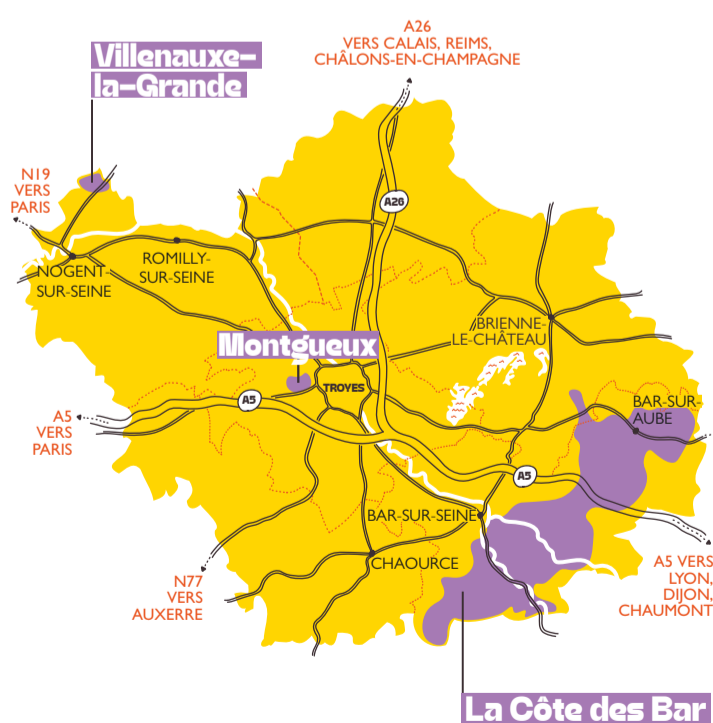 A26
VERS CALAIS, REIMS,
CHÂLONS-EN-CHAMPAGNE
Villenauxe-
la-Grande
N19
VERS
PARIS
A26
NOGENT-
SUR-SEINE
ROMILLY-
SUR-SEINE
BRIENNE-
LE-CHÂTEAU
Montgueux
TROYES
A5
A5
VERS
PARIS
BAR-SUR-
AUBE
A5
BAR-SUR-SEINE
CHAOURCE
N77
VERS
AUXERRE
A5 VERS
LYON,
DIJON,
CHAUMONT
La Côte des Bar